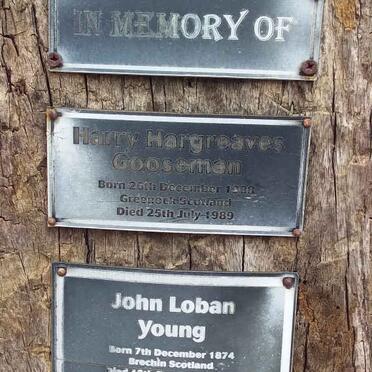 IN MEMORY OF
Harry Hargreaves
Gooseman
Born 26th December
Greenock Scotland
Died 25th July 1989
John Loban
Young
Born 7th December 1874
Brechin Scotland
Died